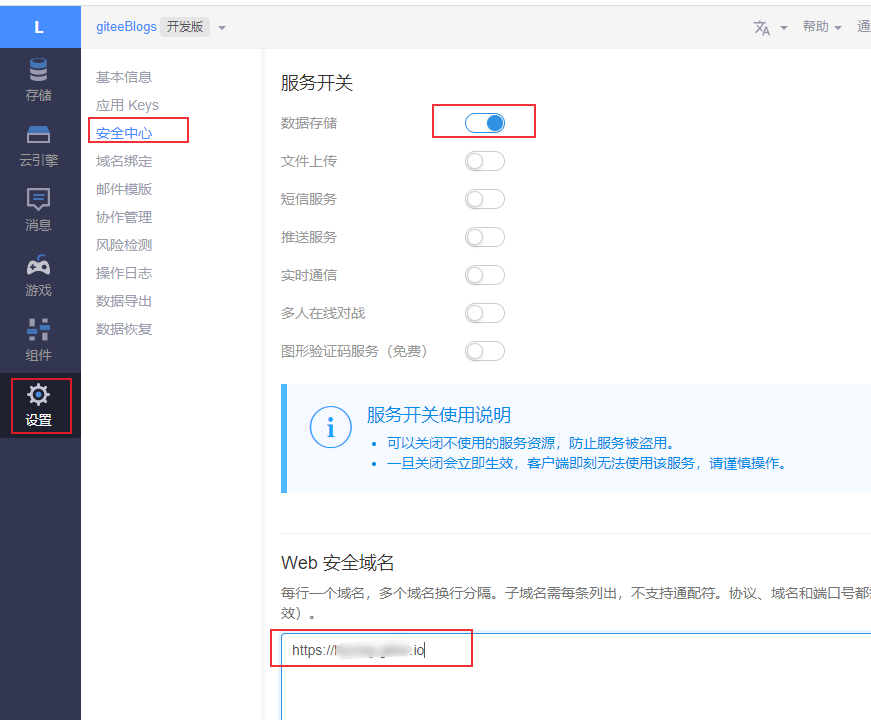 L
giteeBlogs 开发版
帮助
通
存储
云引擎
消息
游戏
组件
设置
基本信息
应用 Keys
安全中心
域名绑定
邮件模版
协作管理
风险检测
操作日志
数据导出
数据恢复
服务开关
数据存储
文件上传
短信服务
推送服务
实时通信
多人在线对战
图形验证码服务（免费）
服务开关使用说明
可以关闭不使用的服务资源，防止服务被盗用。
一旦关闭会立即生效，客户端即刻无法使用该服务，请谨慎操作。
Web 安全域名
每行一个域名，多个域名换行分隔。子域名需每条列出，不支持通配符。协议、域名和端口号都
效）。
https:// .io